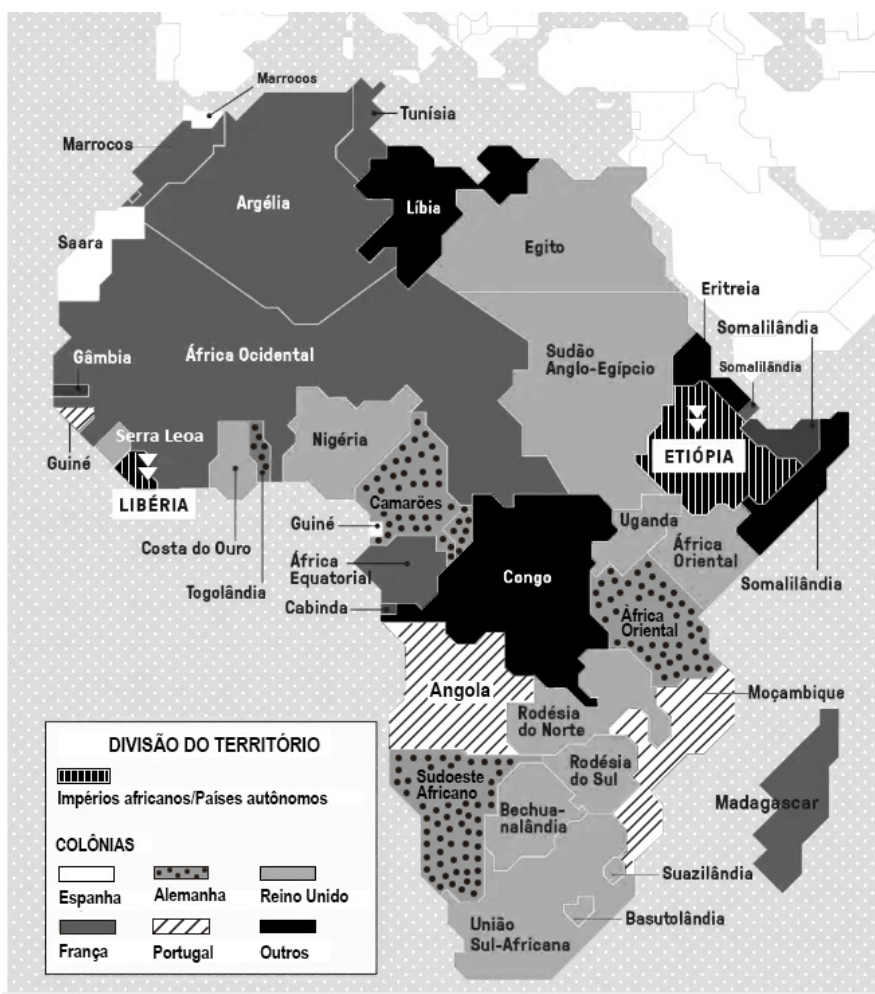 Marrocos
Marrocos
Tunísia
Argélia
Líbia
Saara
Egito
Eritreia
Somalilândia
Somalilândia
Gâmbia
África Ocidental
Sudão
Anglo-Egípcio
Serra Leoa
Guiné
Nigéria
ETIÓPIA
LIBÉRIA
Camarões
Guiné
Uganda
Costa do Ouro
África
Equatorial
África
Oriental
Congo
Togolândia
Somalilândia
Cabinda
Àfrica
Oriental
Angola
Moçambique
Rodésia
do Norte
Rodésia
do Sul
Sudoeste
Africano
Madagascar
Bechua-
nalândia
Suazilândia
Basutolândia
União
Sul-Africana
DIVISÃO DO TERRITÓRIO
Impérios africanos/Países autônomos
COLÔNIAS
Espanha
Alemanha
Reino Unido
França
Portugal
Outros